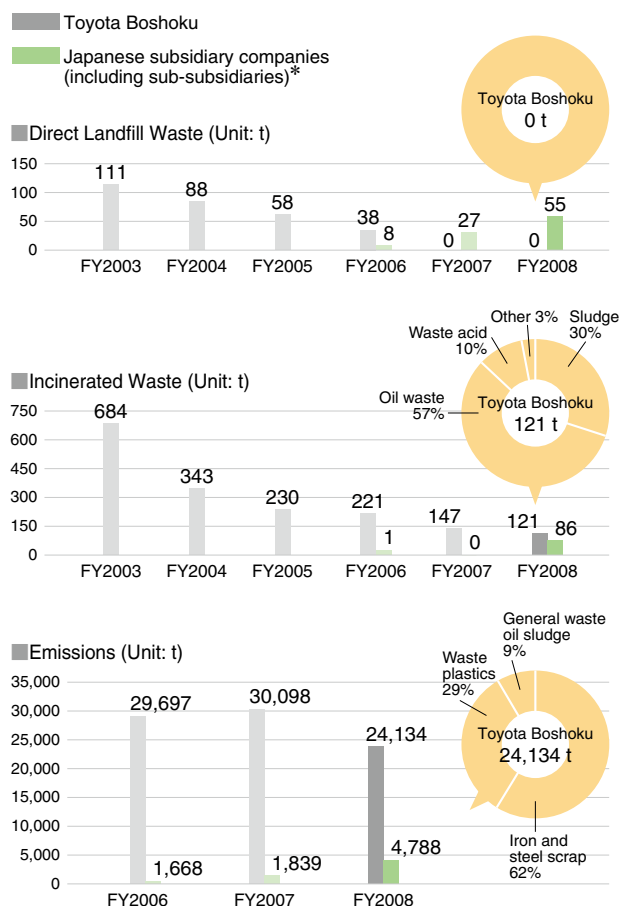 Toyota Boshoku
Japanese subsidiary companies
(including sub-subsidiaries)*
Direct Landfill Waste (Unit: t)
Toyota Boshoku
0 t
150
100
50
0
111
88
58
38
8
0
27
0
55
FY2003
FY2004
FY2005
FY2006
FY2007
FY2008
Incinerated Waste (Unit: t)
Other 3%
Sludge
30%
Waste acid
10%
Oil waste
57%
Toyota Boshoku
121 t
750
600
450
300
150
0
684
343
230
221
1
147
0
121
86
FY2003
FY2004
FY2005
FY2006
FY2007
FY2008
Emissions (Unit: t)
General waste
oil sludge
9%
Waste
plastics
29%
Toyota Boshoku
24,134 t
Iron and
steel scrap
62%
35,000
30,000
25,000
20,000
15,000
10,000
5,000
0
29,697
1,668
30,098
1,839
24,134
4,788
FY2006
FY2007
FY2008